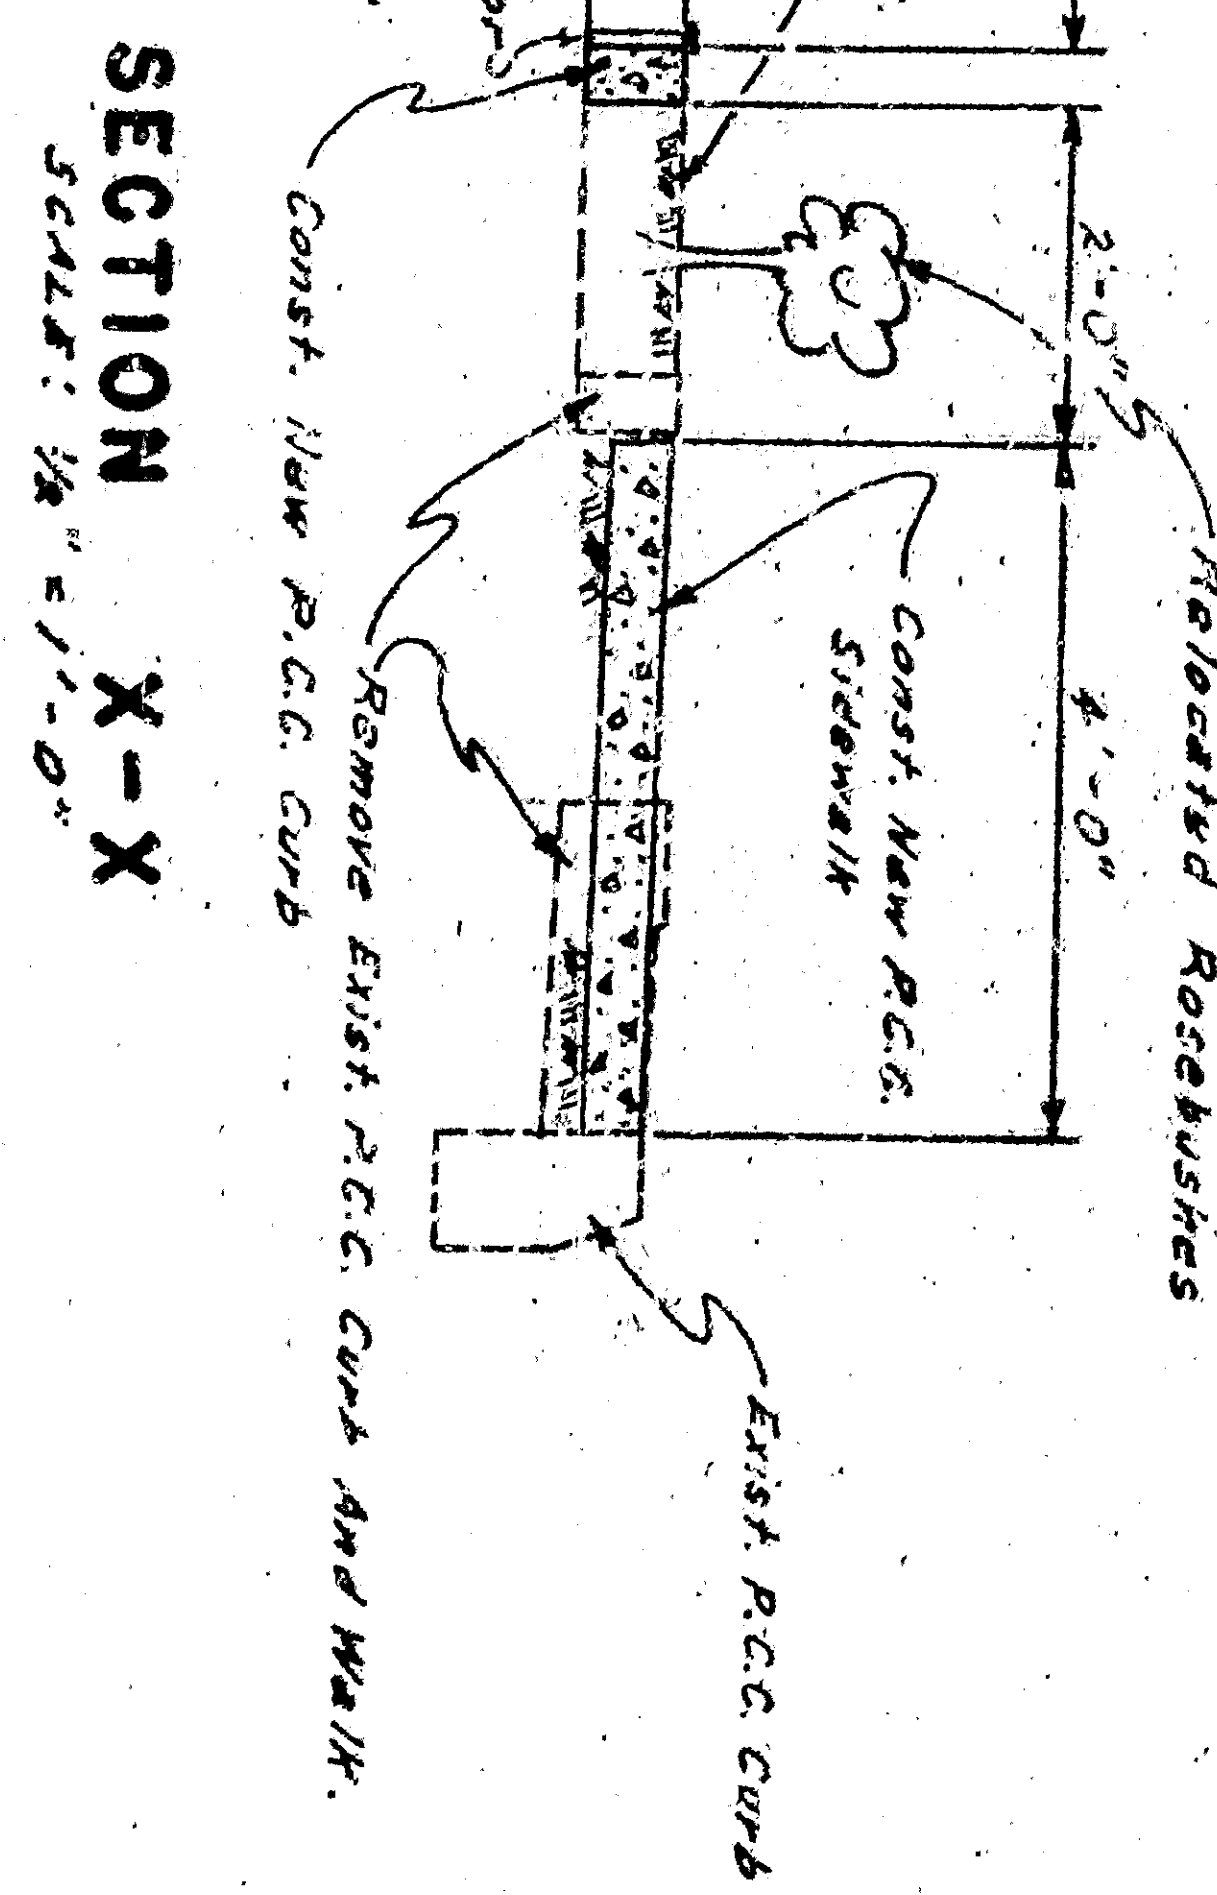 Relocated Rosebushes
2'-0"
4'-0"
Const. New P.C.C.
Sidewalk
Exist. P.C.C. Curb
Remove Exist. P.C.C. Curb And Walk.
Const. New P.C.C. Curb
SECTION X-X
SCALE: 1/2" = 1'-0"